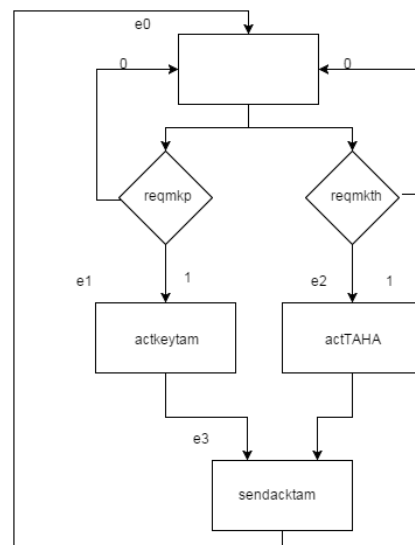 e0
0
0
reqmkp
reqmkth
e1
1
e2
1
actkeytam
actTAHA
e3
sendacktam